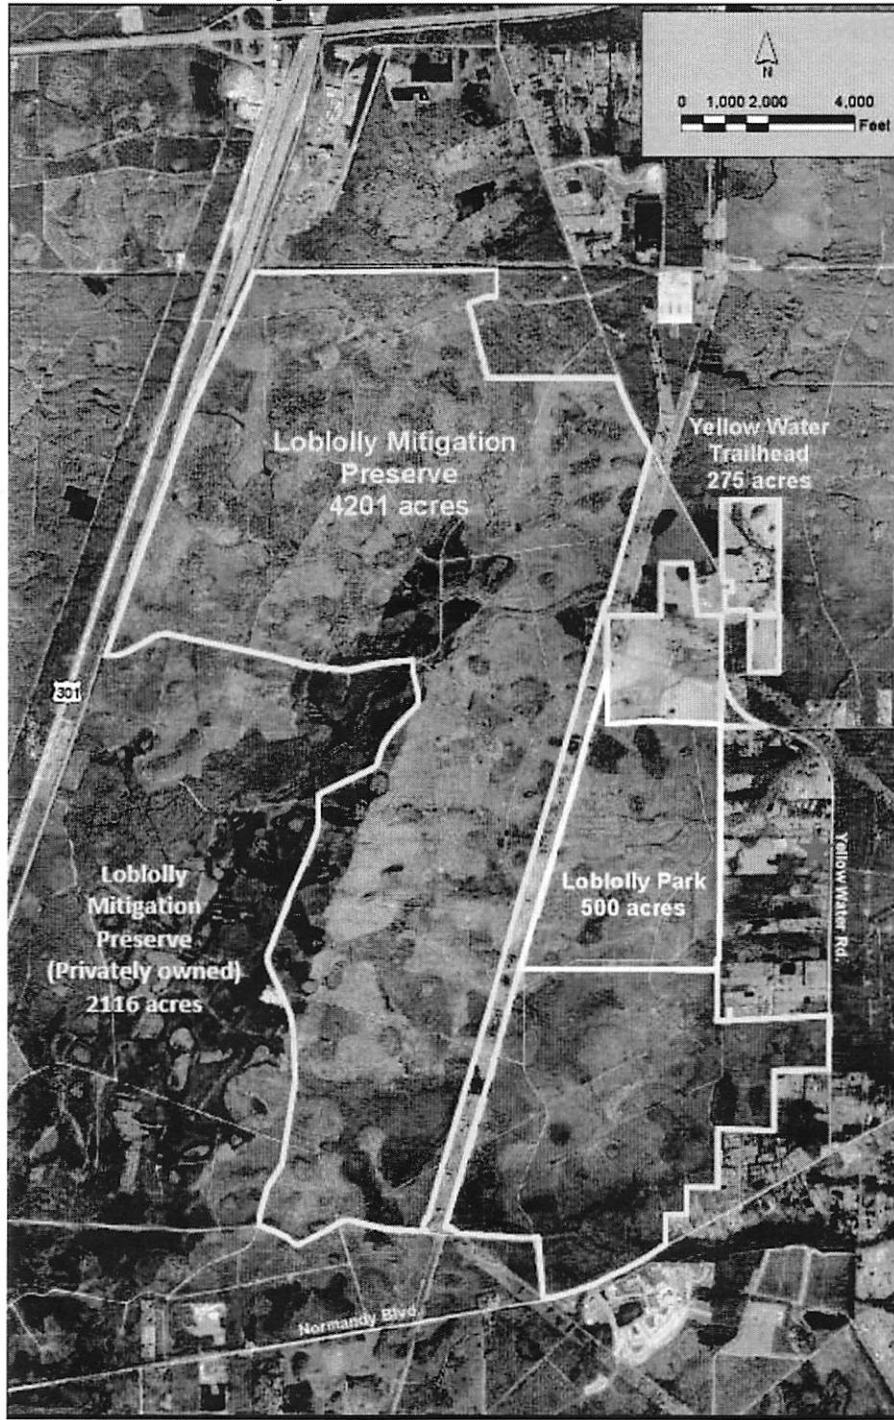 N
0 1,000 2,000 4,000
Feet
Loblolly Mitigation
Preserve
4201 acres
Yellow Water
Trailhead
275 acres
301
Loblolly
Mitigation
Preserve
(Privately owned)
2116 acres
Loblolly Park
500 acres
Yellow Water Rd.
Normandy Blvd.